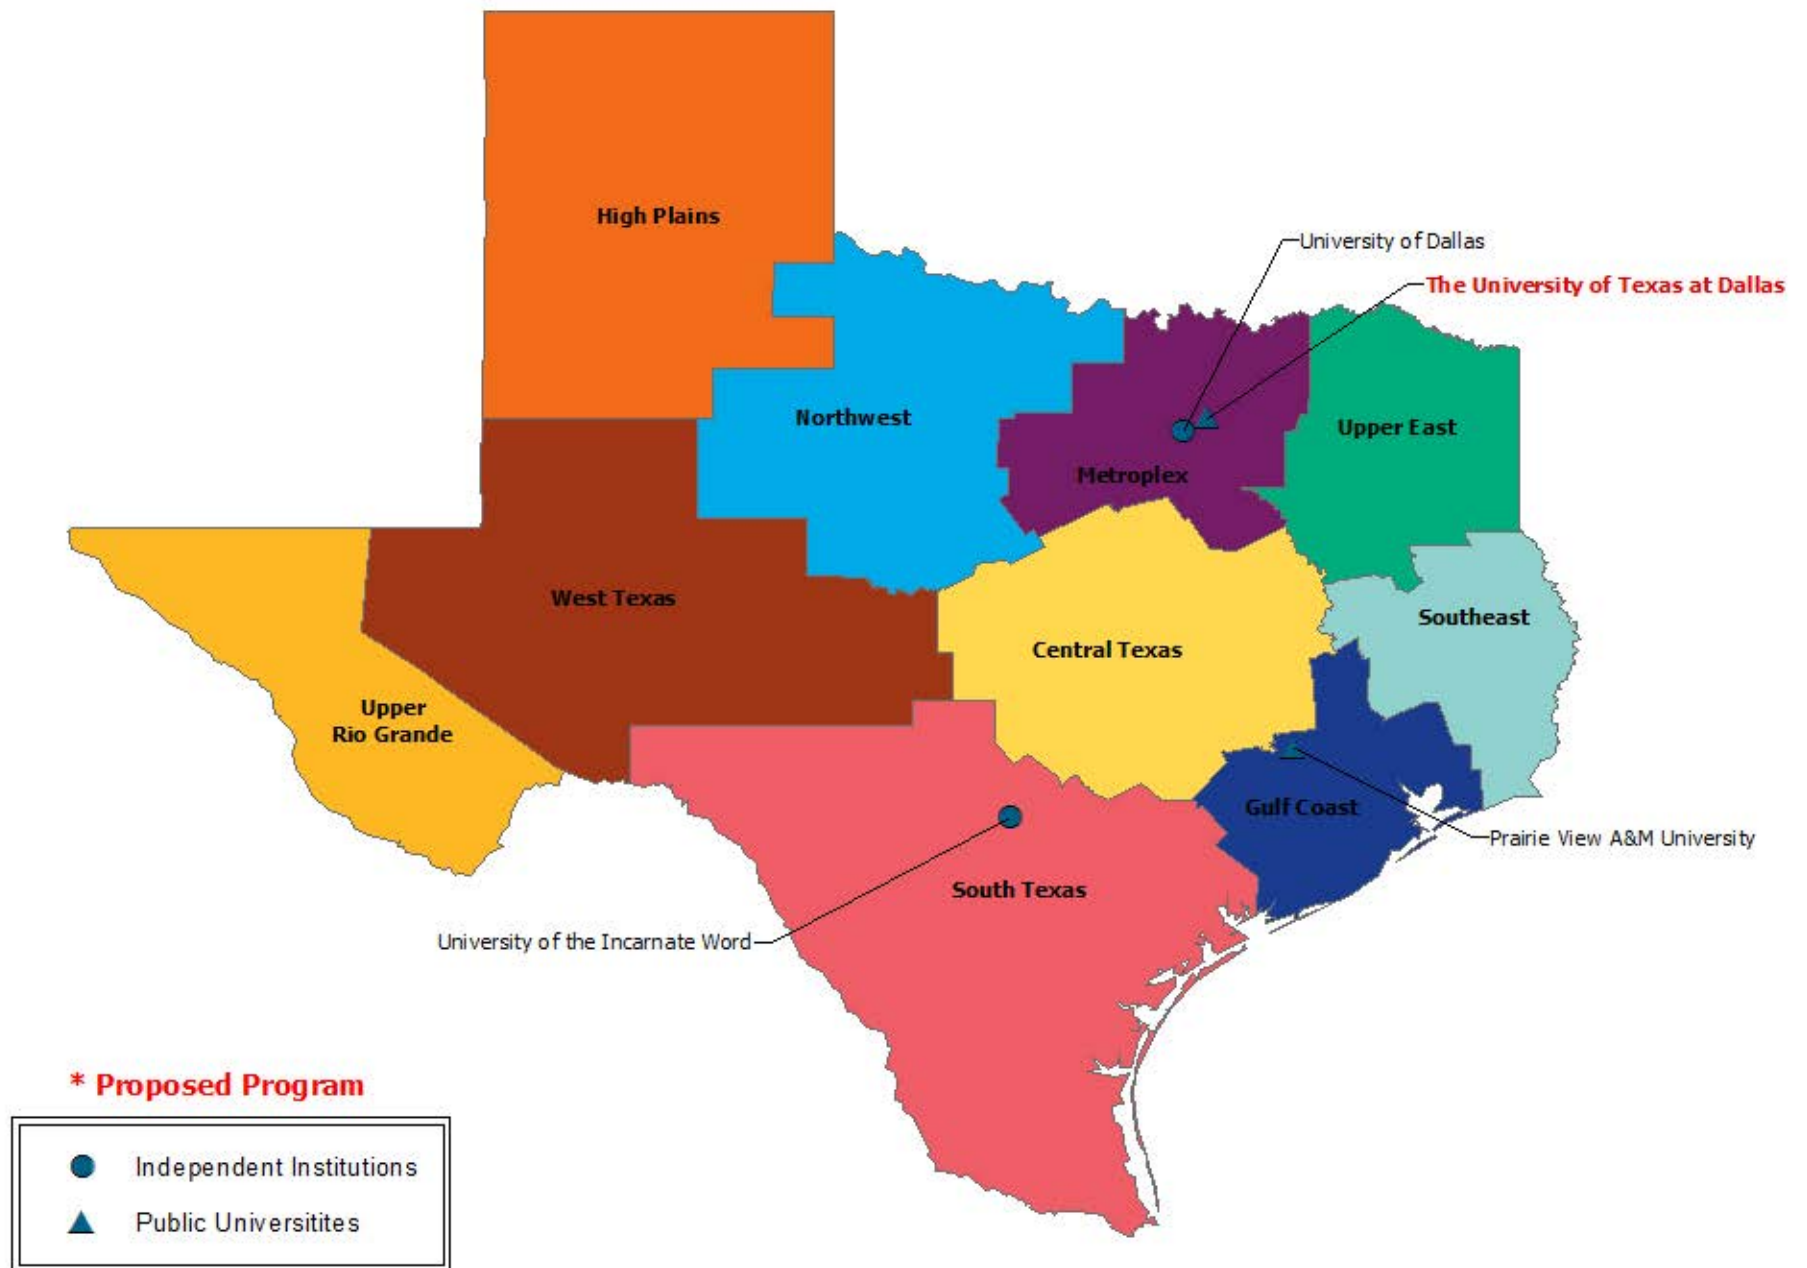 High Plains
University of Dallas
The University of Texas at Dallas
Northwest
Upper East
Metroplex
West Texas
Southeast
Central Texas
Upper
Rio Grande
Gulf Coast
Prairie View A&M University
South Texas
University of the Incarnate Word
* Proposed Program
Independent Institutions
Public Universitites